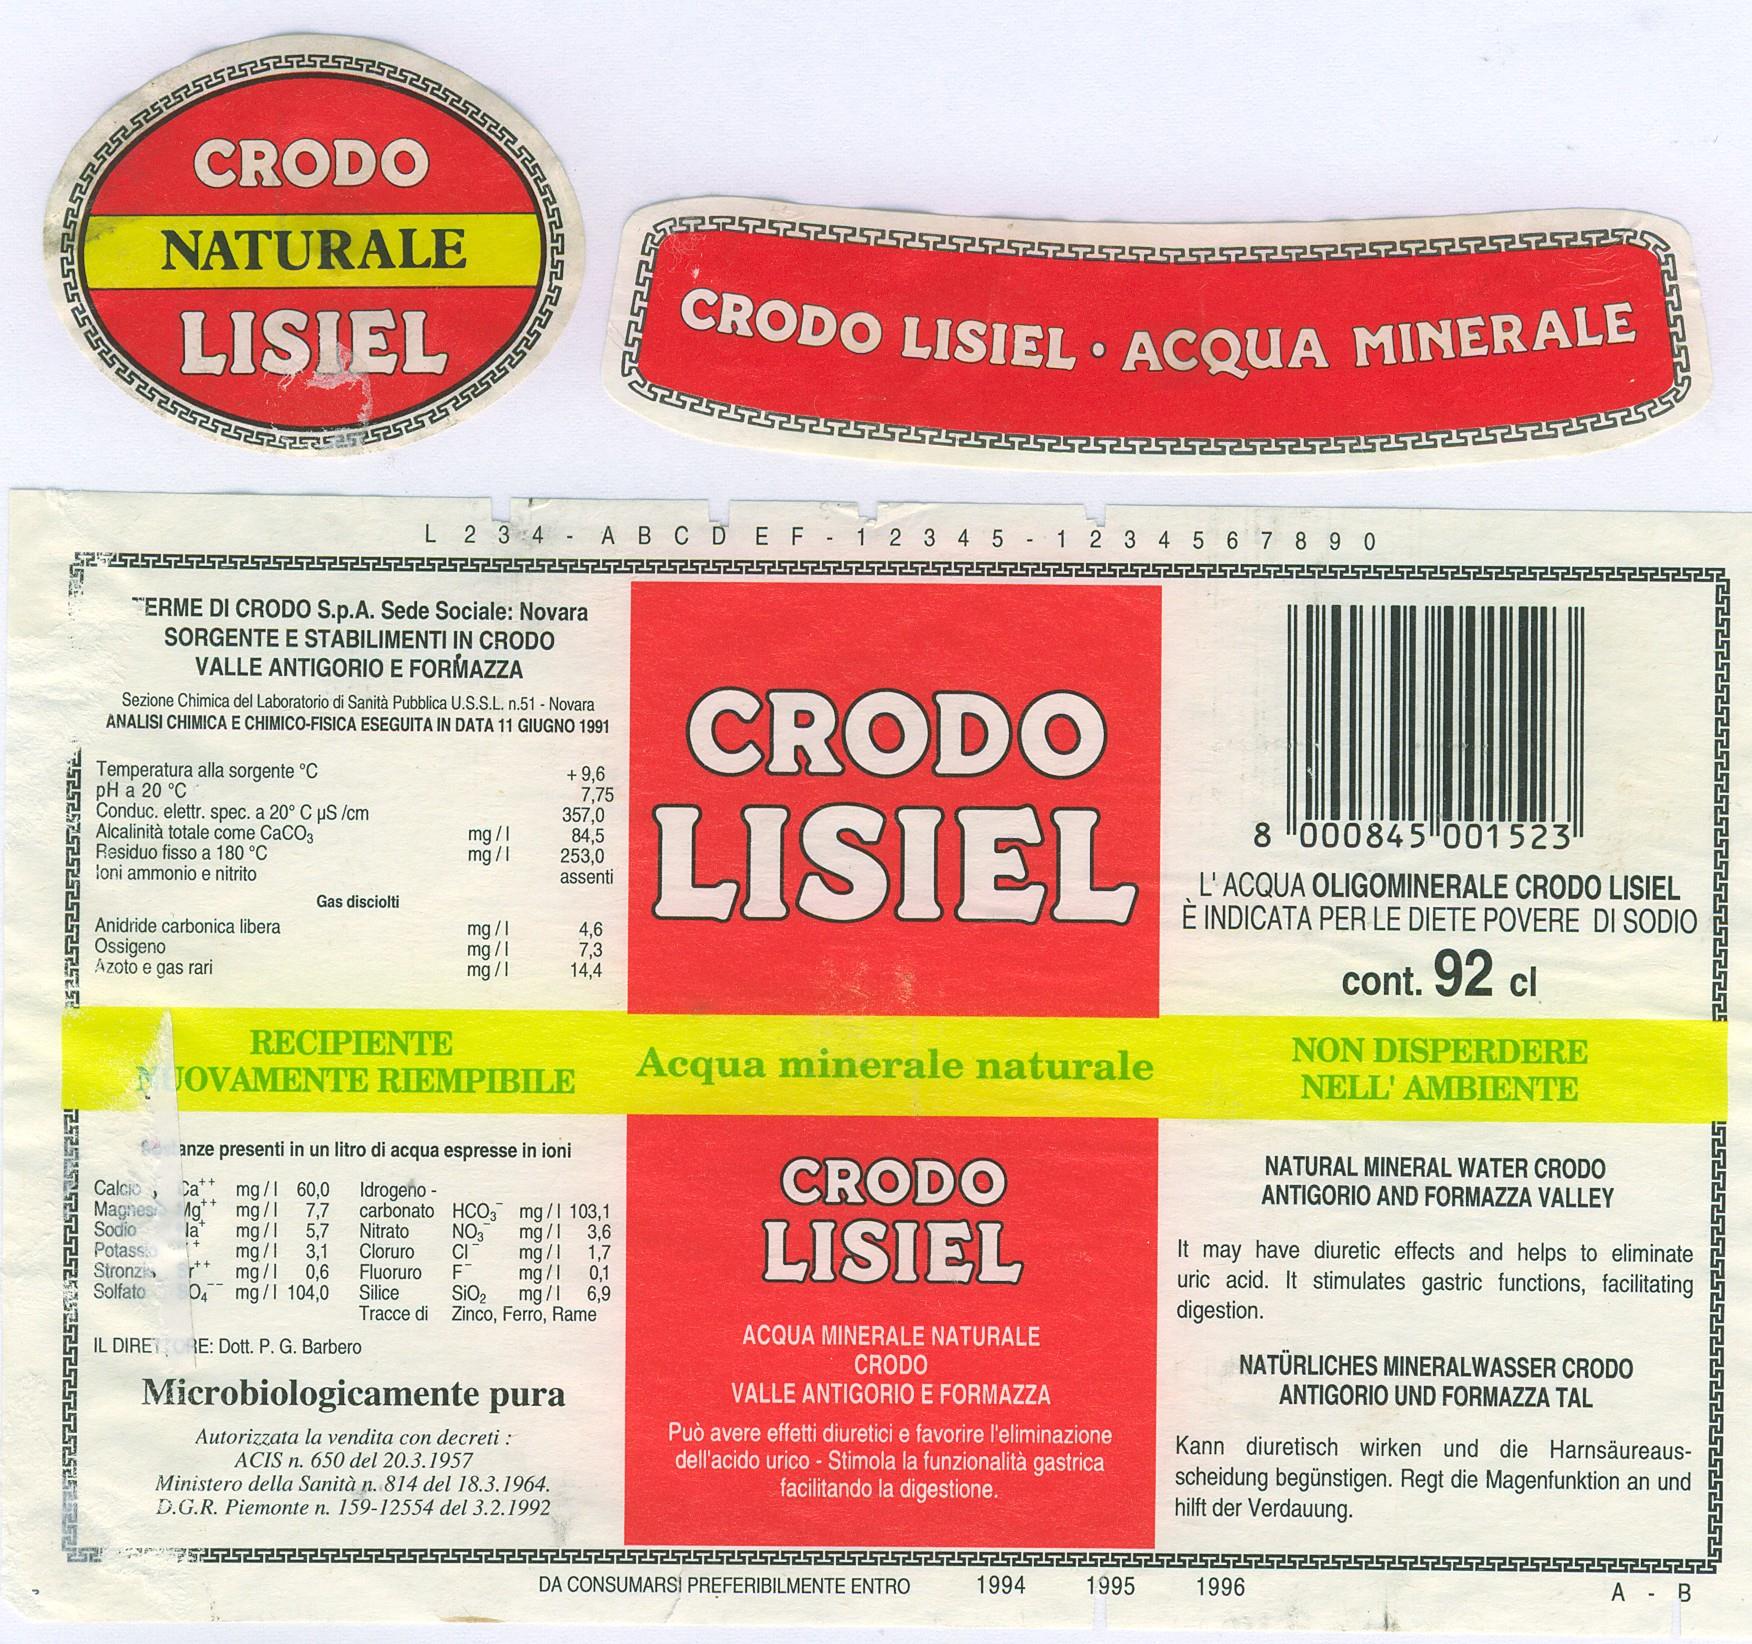 CRODO
NATURALE
LISIEL
CRODO LISIEL • ACQUA MINERALE
L 2 3 4 - A B C D E F - 1 2 3 4 5 - 1 2 3 4 5 6 7 8 9 0
TERME DI CRODO S.p.A. Sede Sociale: Novara
SORGENTE E STABILIMENTI IN CRODO
VALLE ANTIGORIO E FORMAZZA
Sezione Chimica del Laboratorio di Sanità Pubblica U.S.S.L. n.51 - Novara
ANALISI CHIMICA E CHIMICO-FISICA ESEGUITA IN DATA 11 GIUGNO 1991
Temperatura alla sorgente °C + 9,6
pH a 20 °C 7,75
Conduc. elettr. spec. a 20° C µS /cm 357,0
Alcalinità totale come CaCO₃ mg / l 84,5
Residuo fisso a 180 °C mg / l 253,0
Ioni ammonio e nitrito assenti
Gas disciolti
Anidride carbonica libera mg / l 4,6
Ossigeno mg / l 7,3
Azoto e gas rari mg / l 14,4
RECIPIENTE
NUOVAMENTE RIEMPIBILE
anze presenti in un litro di acqua espresse in ioni
Calcio Ca⁺⁺ mg / l 60,0 Idrogeno -
Magnesio Mg⁺⁺ mg / l 7,7 carbonato HCO₃⁻ mg / l 103,1
Sodio Na⁺ mg / l 5,7 Nitrato NO₃⁻ mg / l 3,6
Potassio ⁺ mg / l 3,1 Cloruro Cl⁻ mg / l 1,7
Stronzio r⁺⁺ mg / l 0,6 Fluoruro F⁻ mg / l 0,1
Solfato O₄⁻⁻ mg / l 104,0 Silice SiO₂ mg / l 6,9
Tracce di Zinco, Ferro, Rame
IL DIRETTORE: Dott. P. G. Barbero
Microbiologicamente pura
Autorizzata la vendita con decreti :
ACIS n. 650 del 20.3.1957
Ministero della Sanità n. 814 del 18.3.1964.
D.G.R. Piemonte n. 159-12554 del 3.2.1992
CRODO
LISIEL
Acqua minerale naturale
CRODO
LISIEL
ACQUA MINERALE NATURALE
CRODO
VALLE ANTIGORIO E FORMAZZA
Può avere effetti diuretici e favorire l'eliminazione
dell'acido urico - Stimola la funzionalità gastrica
facilitando la digestione.
8 000845 001523
L' ACQUA OLIGOMINERALE CRODO LISIEL
È INDICATA PER LE DIETE POVERE DI SODIO
cont. 92 cl
NON DISPERDERE
NELL' AMBIENTE
NATURAL MINERAL WATER CRODO
ANTIGORIO AND FORMAZZA VALLEY
It may have diuretic effects and helps to eliminate
uric acid. It stimulates gastric functions, facilitating
digestion.
NATÜRLICHES MINERALWASSER CRODO
ANTIGORIO UND FORMAZZA TAL
Kann diuretisch wirken und die Harnsäureaus-
scheidung begünstigen. Regt die Magenfunktion an und
hilft der Verdauung.
DA CONSUMARSI PREFERIBILMENTE ENTRO 1994 1995 1996
A - B